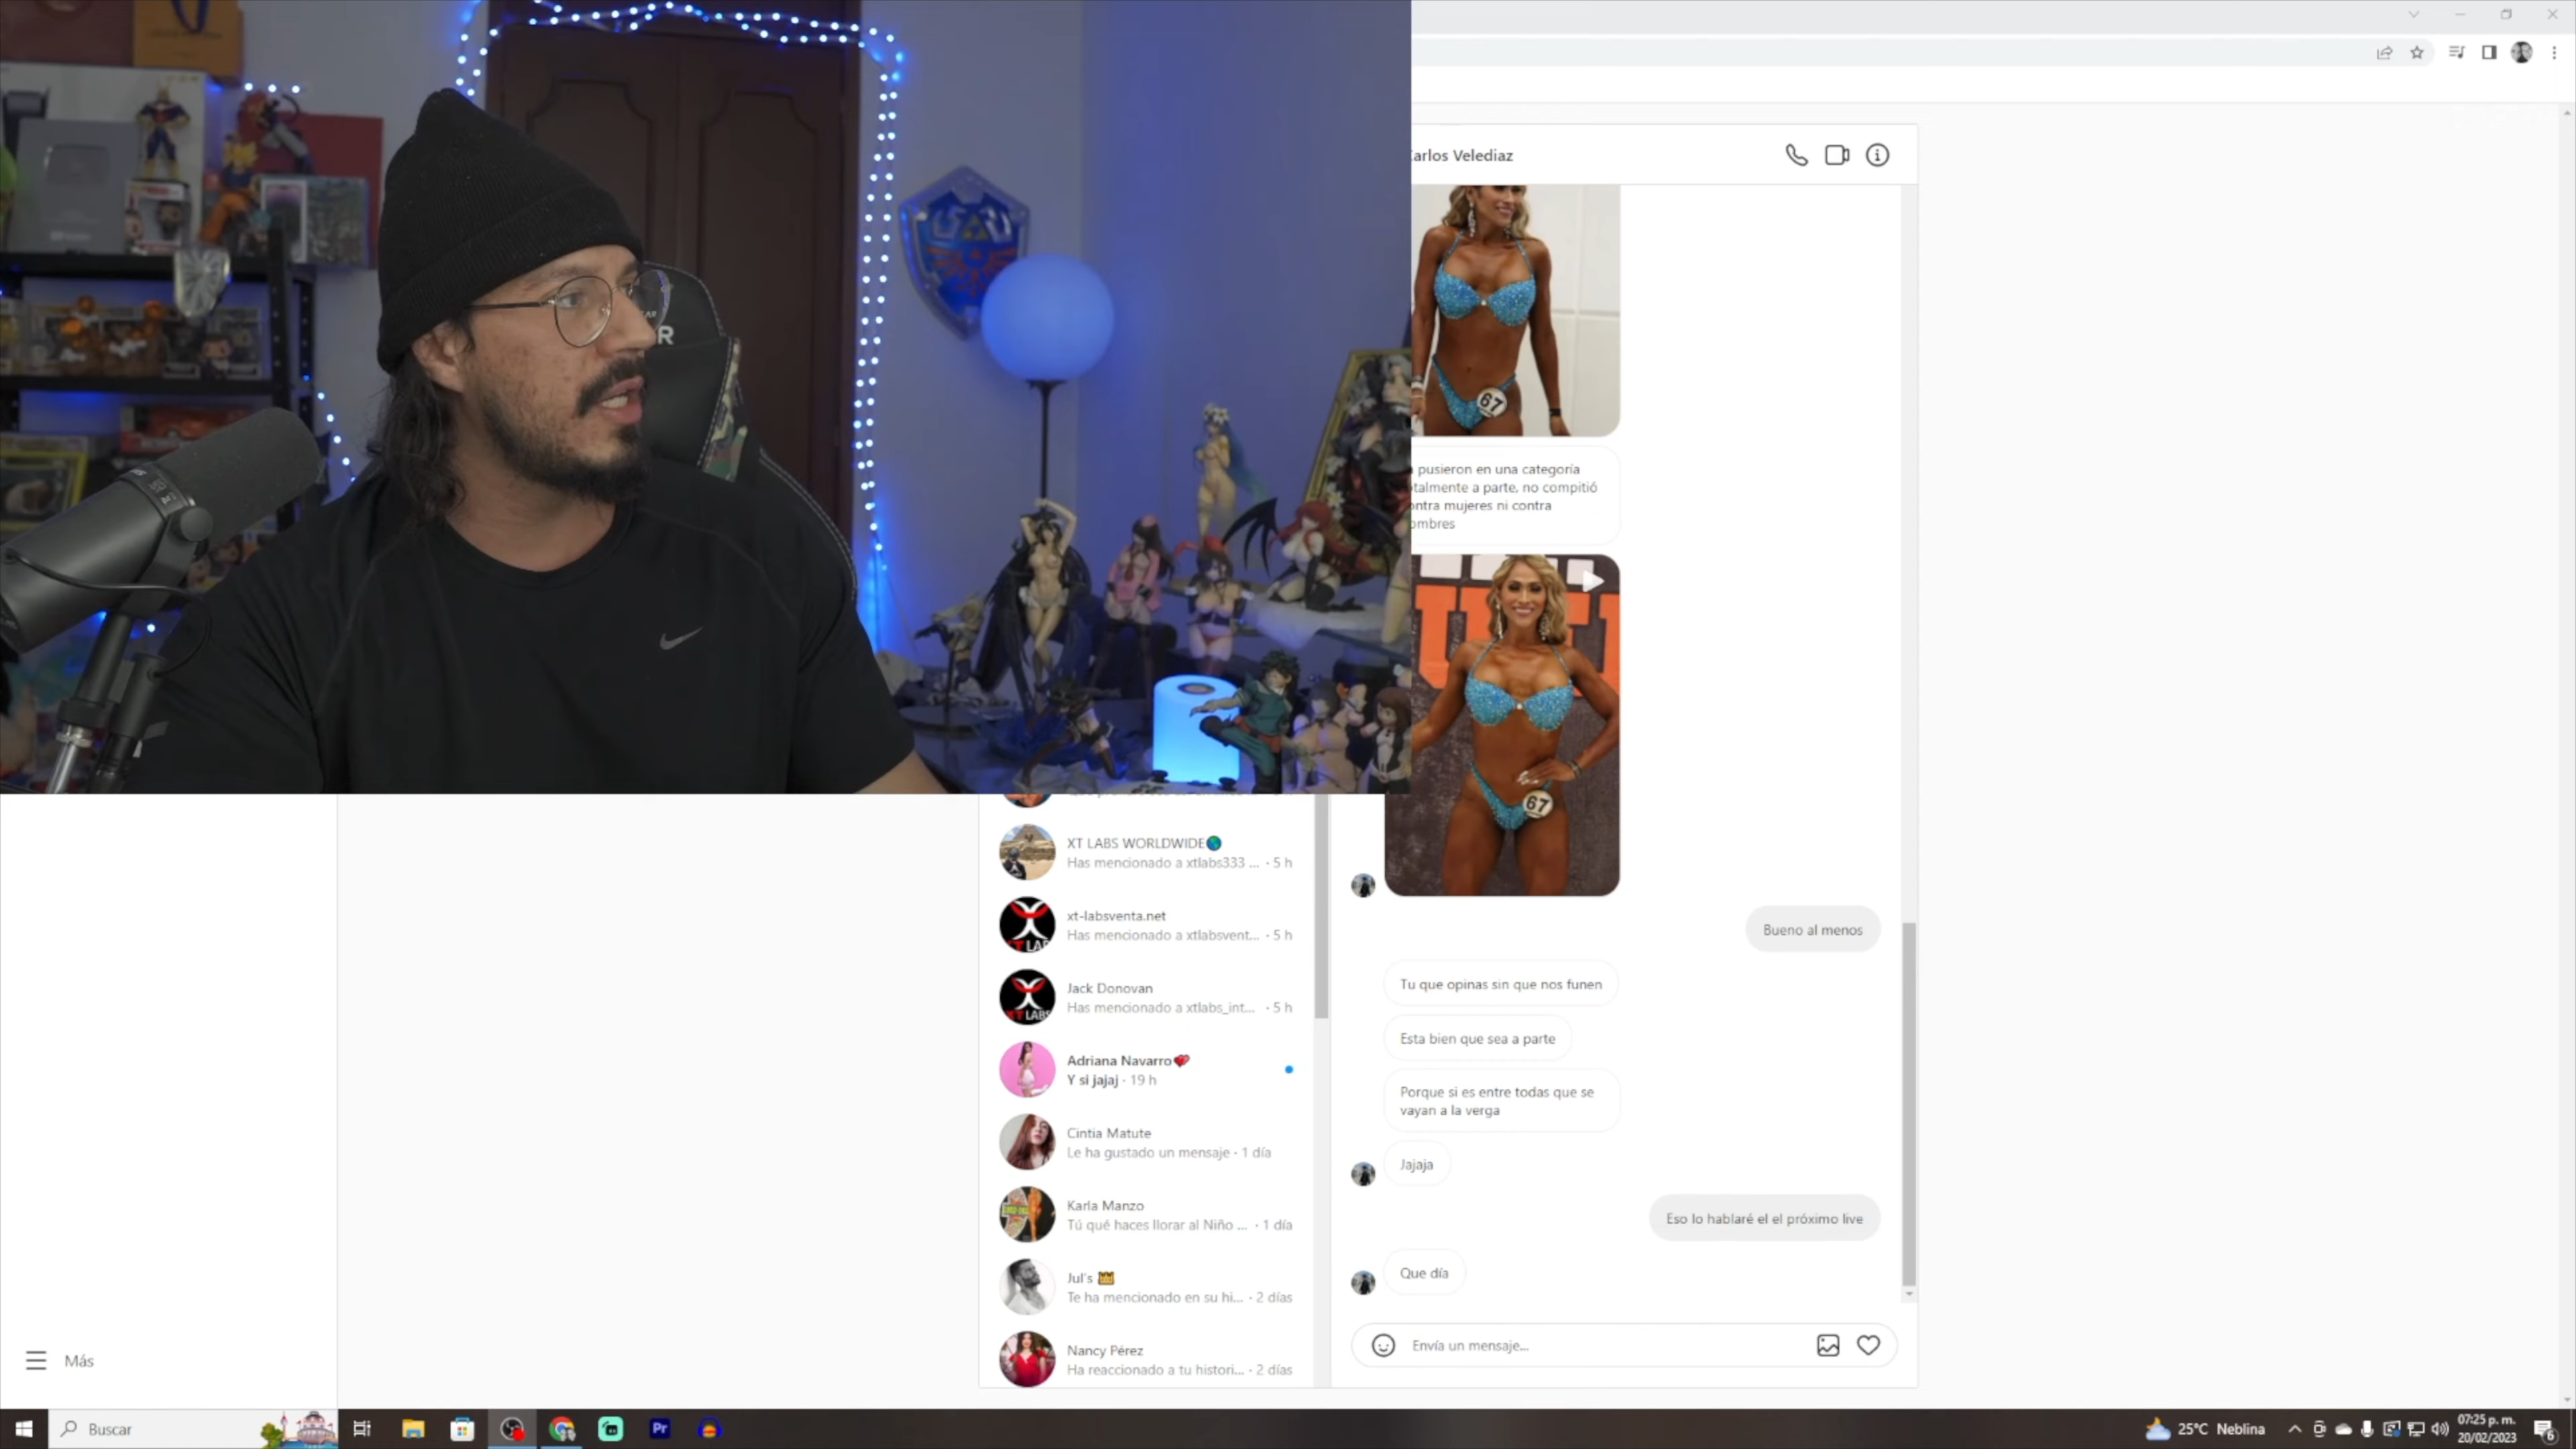 arlos Velediaz
67
pusieron en una categoría
talmente a parte, no compitió
ntra mujeres ni contra
ombres
67
Bueno al menos
Tu que opinas sin que nos funen
Esta bien que sea a parte
Porque si es entre todas que se
vayan a la verga
Jajaja
Eso lo hablaré el el próximo live
Que día
Envía un mensaje...
XT LABS WORLDWIDE🌎
Has mencionado a xtlabs333 ... · 5 h
xt-labsventa.net
Has mencionado a xtlabsvent... · 5 h
Jack Donovan
Has mencionado a xtlabs_int... · 5 h
XT LABS
Adriana Navarro💕
Y si jajaj · 19 h
Cintia Matute
Le ha gustado un mensaje · 1 día
Karla Manzo
Tú qué haces llorar al Niño ... · 1 día
Jul's 👑
Te ha mencionado en su hi... · 2 días
Nancy Pérez
Ha reaccionado a tu histori... · 2 días
Más
Buscar
Pr
25°C Neblina
07:25 p. m.
20/02/2023
6